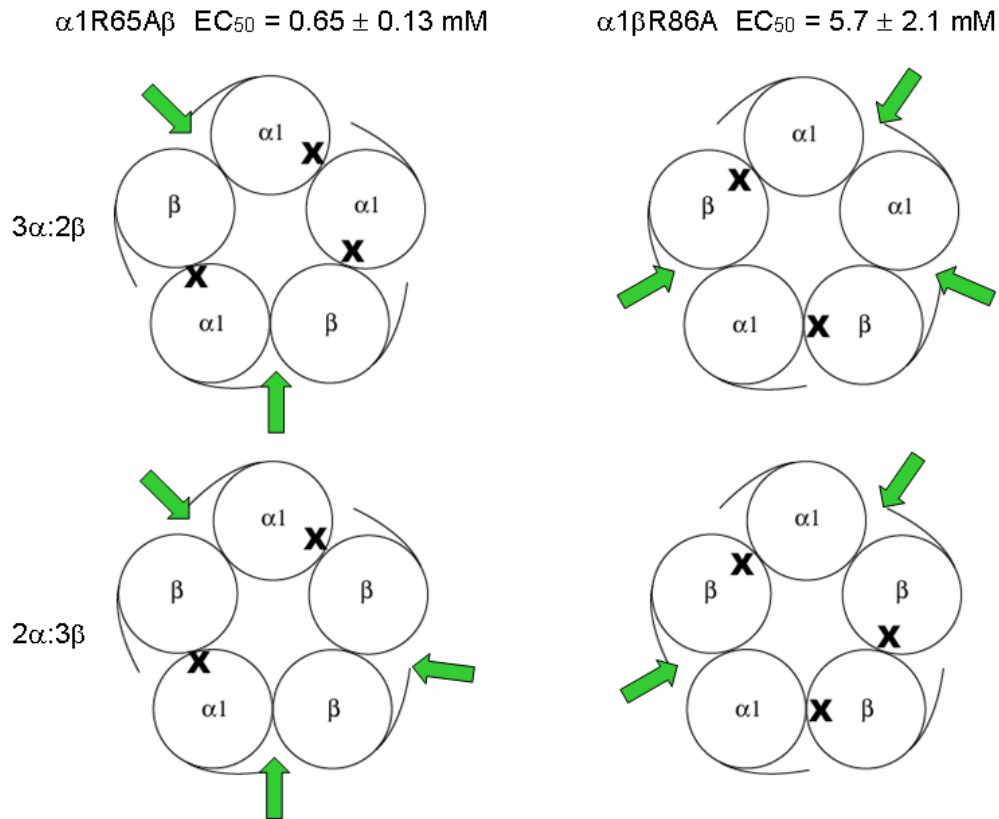 α1R65Aβ EC₅₀ = 0.65 ± 0.13 mM
α1βR86A EC₅₀ = 5.7 ± 2.1 mM
3α:2β
α1
X
β
α1
X
X
α1
β
α1
X
β
α1
α1
X
β
2α:3β
α1
X
β
β
X
α1
β
α1
X
β
β
X
α1
X
β